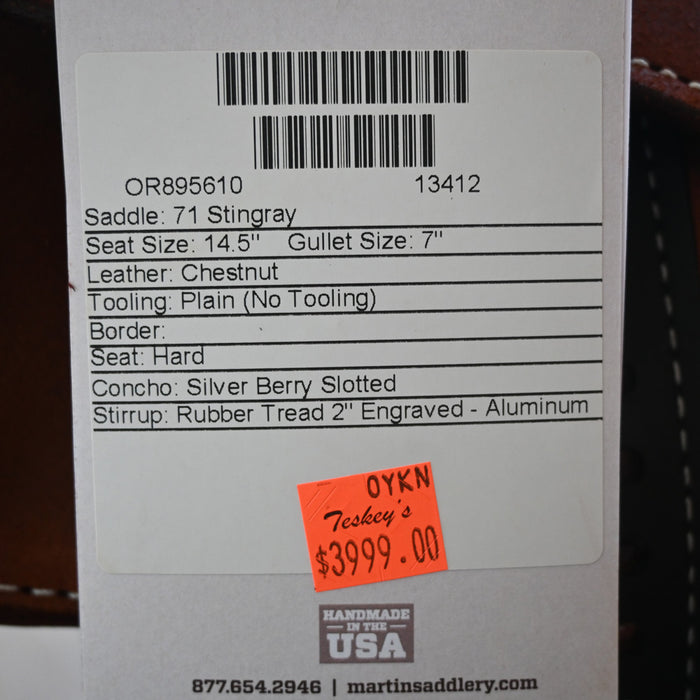 OR895610 13412
Saddle: 71 Stingray
Seat Size: 14.5" Gullet Size: 7"
Leather: Chestnut
Tooling: Plain (No Tooling)
Border:
Seat: Hard
Concho: Silver Berry Slotted
Stirrup: Rubber Tread 2" Engraved - Aluminum
OYKN
Teskey's
$3999.00
HANDMADE
IN THE
USA
877.654.2946 | martinsaddlery.com